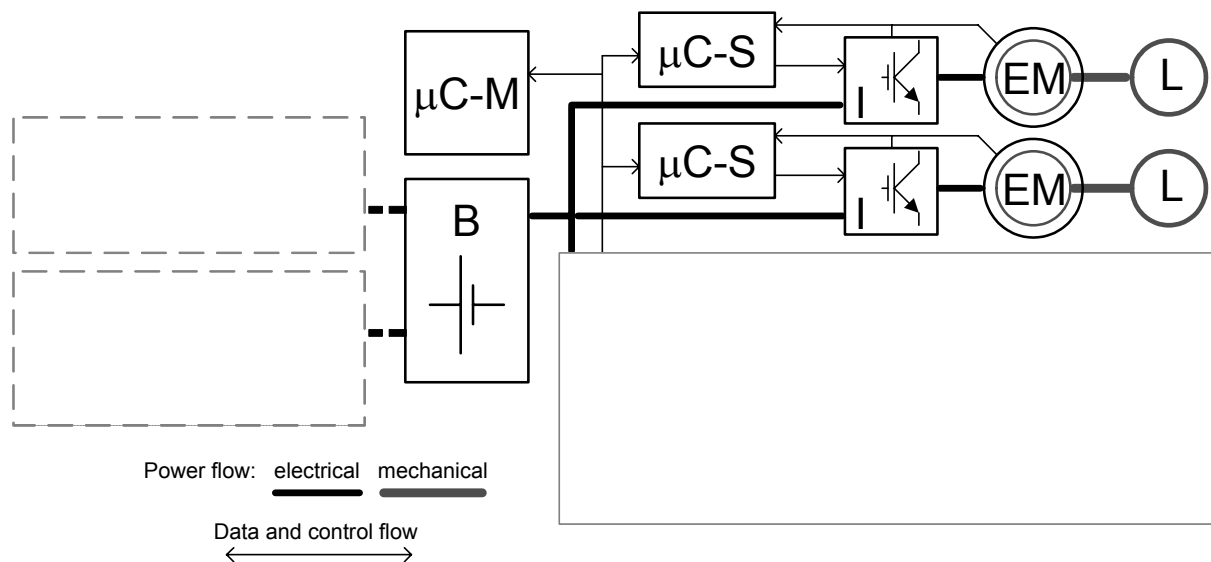 μC-M
μC-S
I
EM
L
μC-S
I
EM
L
B
Power flow: electrical mechanical
Data and control flow